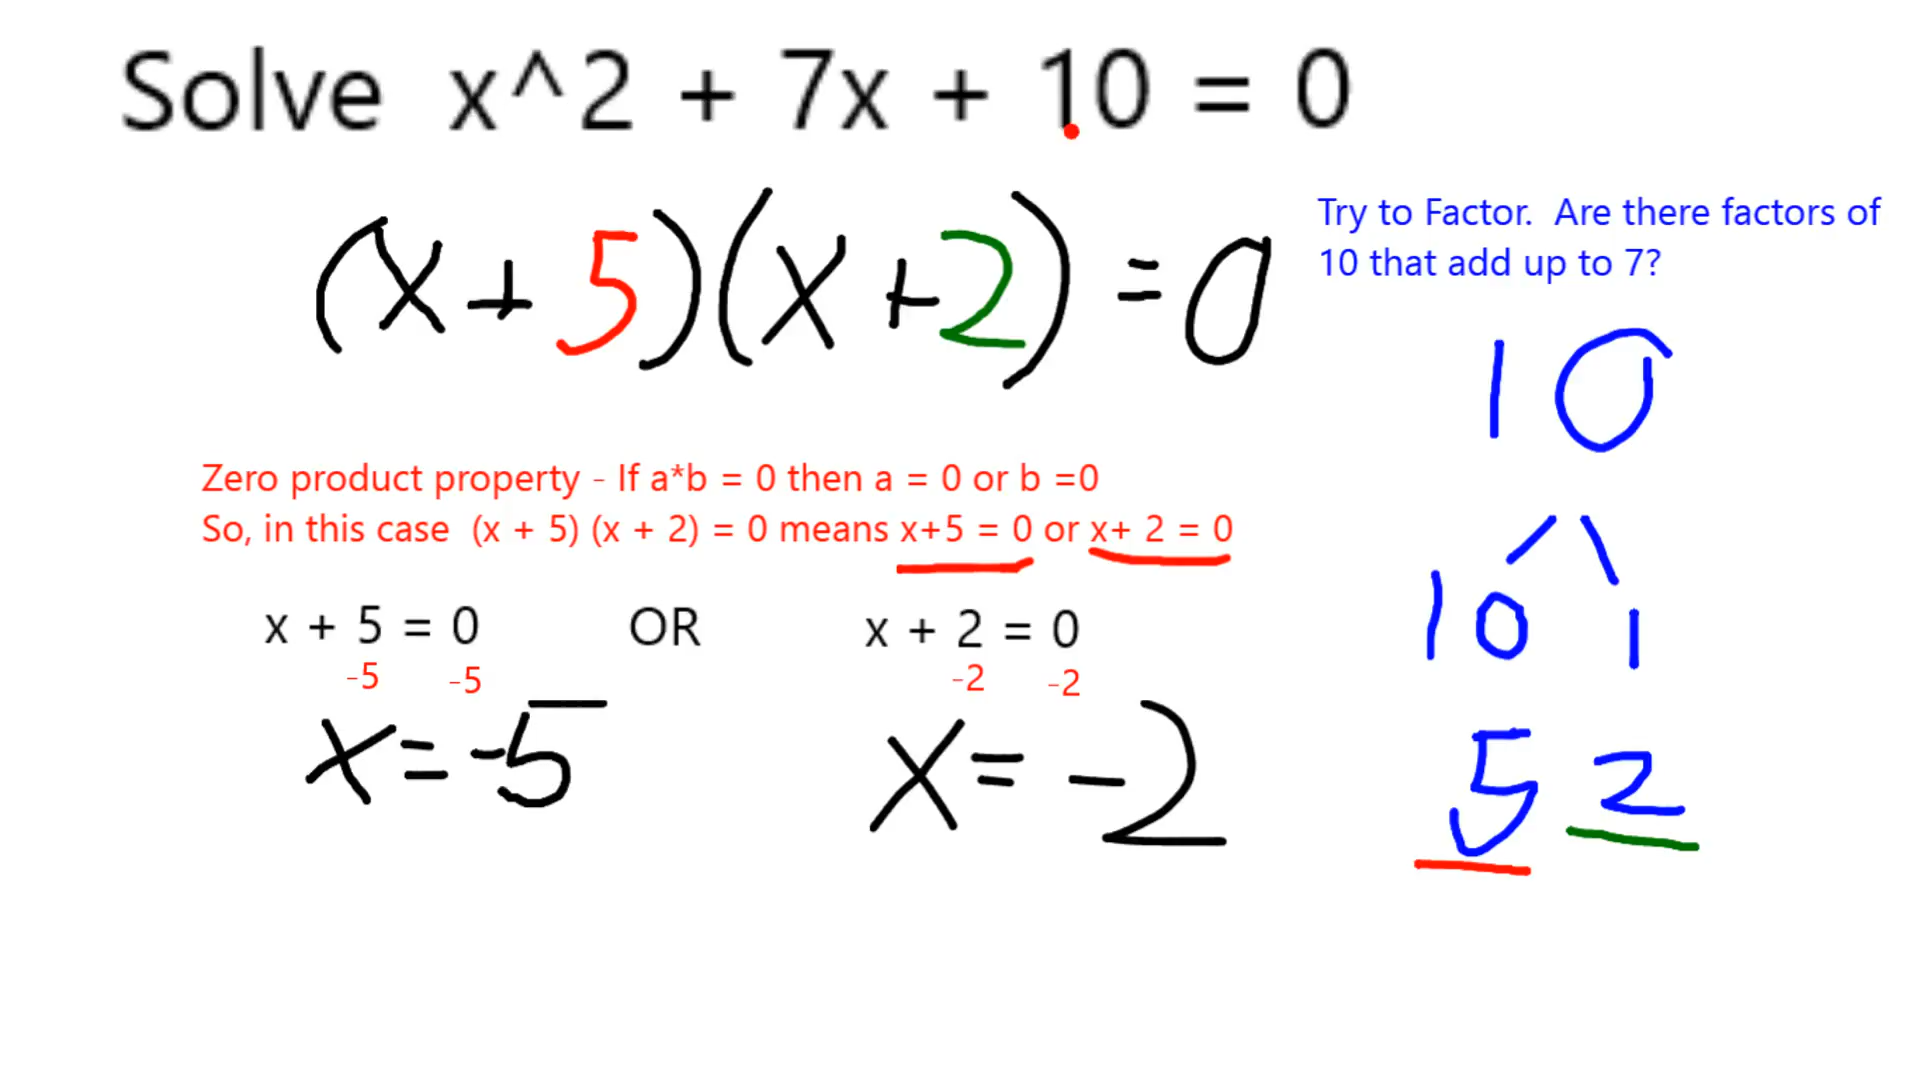 Solve x^2 + 7x + 10 = 0
(x + 5)(x + 2) = 0
Try to Factor. Are there factors of
10 that add up to 7?
10
10 1
5 2
Zero product property - If a*b = 0 then a = 0 or b =0
So, in this case (x + 5) (x + 2) = 0 means x+5 = 0 or x+ 2 = 0
x + 5 = 0 OR x + 2 = 0
-5 -5 -2 -2
x = -5 x = -2